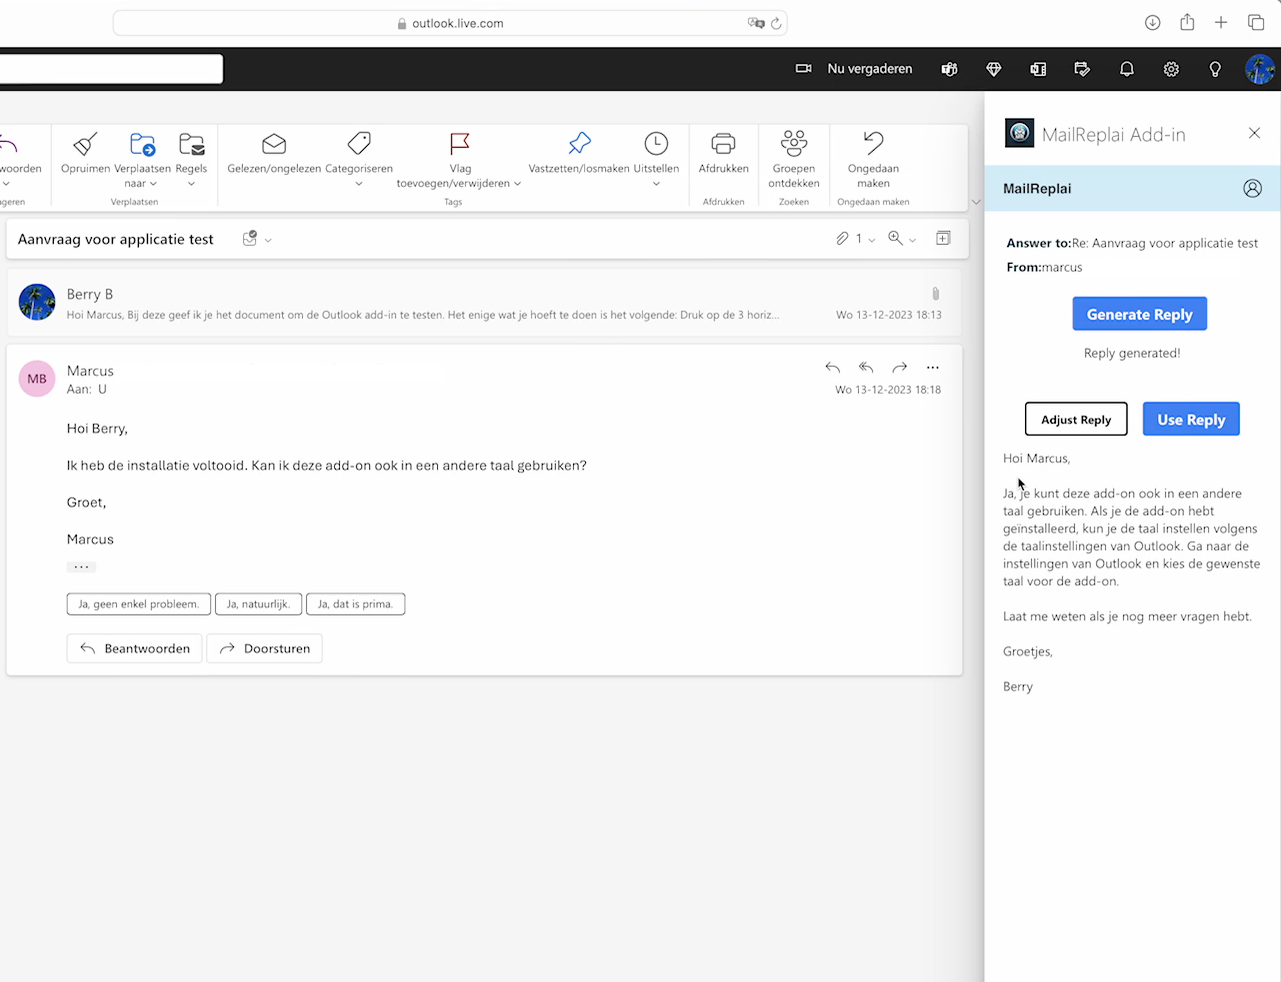 outlook.live.com
Nu vergaderen
woorden
Opruimen
Verplaatsen
naar
Regels
Gelezen/ongelezen
Categoriseren
Vlag
toevoegen/verwijderen
Vastzetten/losmaken
Uitstellen
Afdrukken
Groepen
ontdekken
Ongedaan
maken
geren
Verplaatsen
Tags
Afdrukken
Zoeken
Ongedaan maken
Aanvraag voor applicatie test
1
Berry B
Hoi Marcus, Bij deze geef ik je het document om de Outlook add-in te testen. Het enige wat je hoeft te doen is het volgende: Druk op de 3 horiz...
Wo 13-12-2023 18:13
MB
Marcus
Aan: U
Wo 13-12-2023 18:18
Hoi Berry,
Ik heb de installatie voltooid. Kan ik deze add-on ook in een andere taal gebruiken?
Groet,
Marcus
...
Ja, geen enkel probleem.
Ja, natuurlijk.
Ja, dat is prima.
Beantwoorden
Doorsturen
MailReplai Add-in
MailReplai
Answer to:Re: Aanvraag voor applicatie test
From:marcus
Generate Reply
Reply generated!
Adjust Reply
Use Reply
Hoi Marcus,
Ja, je kunt deze add-on ook in een andere
taal gebruiken. Als je de add-on hebt
geïnstalleerd, kun je de taal instellen volgens
de taalinstellingen van Outlook. Ga naar de
instellingen van Outlook en kies de gewenste
taal voor de add-on.
Laat me weten als je nog meer vragen hebt.
Groetjes,
Berry